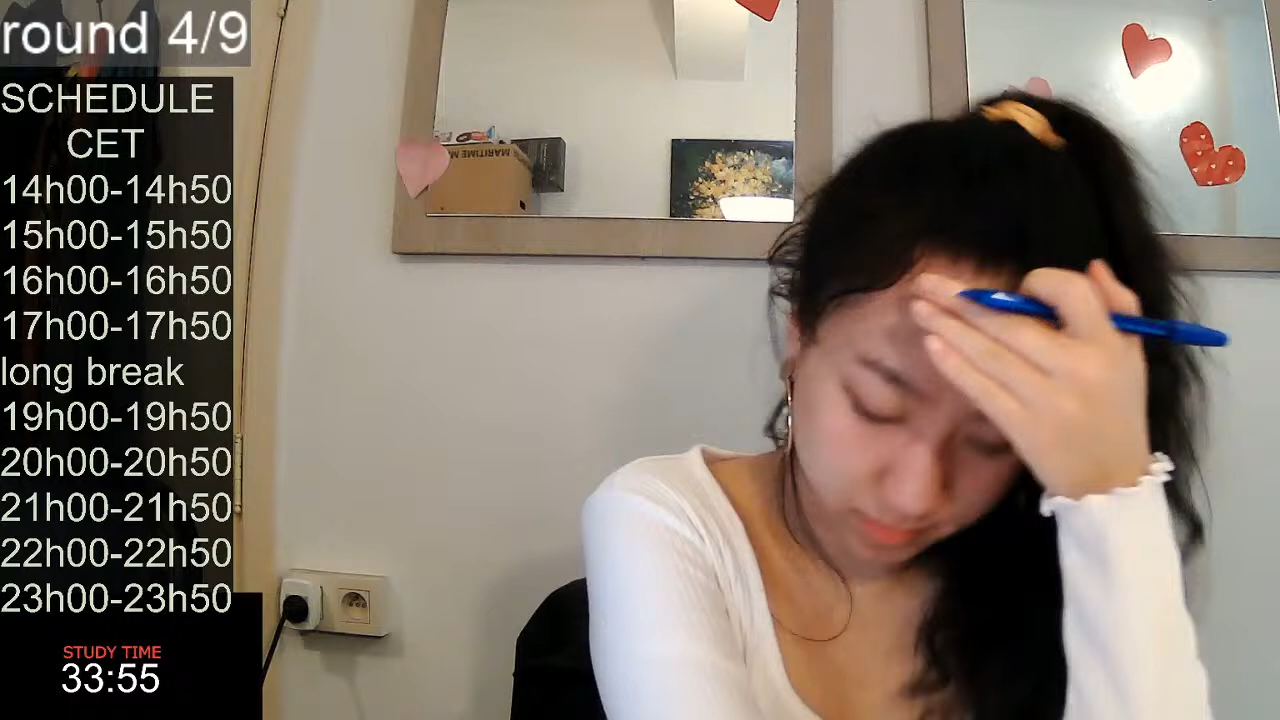 round 4/9
SCHEDULE
CET
14h00-14h50
15h00-15h50
16h00-16h50
17h00-17h50
long break
19h00-19h50
20h00-20h50
21h00-21h50
22h00-22h50
23h00-23h50
STUDY TIME
33:55
MARITIME M